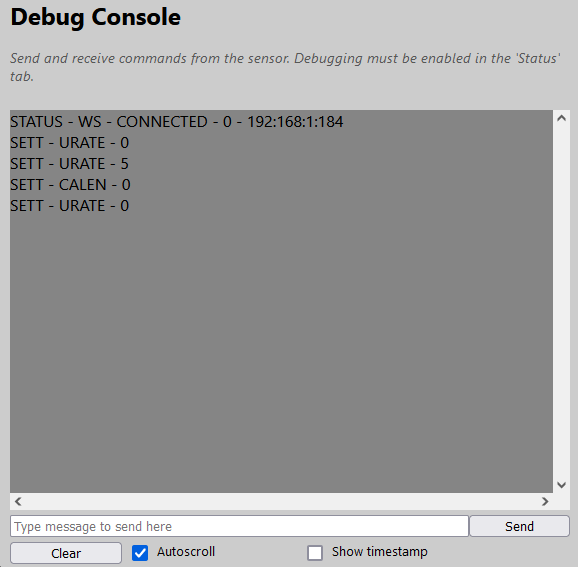 Debug Console
Send and receive commands from the sensor. Debugging must be enabled in the 'Status'
tab.
STATUS - WS - CONNECTED - 0 - 192:168:1:184
SETT - URATE - 0
SETT - URATE - 5
SETT - CALEN - 0
SETT - URATE - 0
Type message to send here
Send
Clear
Autoscroll
Show timestamp